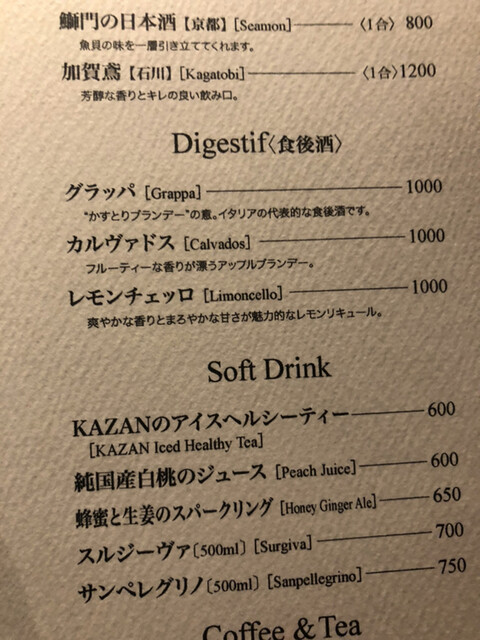 鰤門の日本酒【京都】[Seamon]〈1合〉800
魚貝の味を一層引き立ててくれます。
加賀鳶【石川】[Kagatobi]〈1合〉1200
芳醇な香りとキレの良い飲み口。
Digestif〈食後酒〉
グラッパ [Grappa] 1000
"かすとりブランデー"の意。イタリアの代表的な食後酒です。
カルヴァドス [Calvados] 1000
フルーティーな香りが漂うアップルブランデー。
レモンチェッロ [Limoncello] 1000
爽やかな香りとまろやかな甘さが魅力的なレモンリキュール。
Soft Drink
KAZANのアイスヘルシーティー 600
[KAZAN Iced Healthy Tea]
純国産白桃のジュース [Peach Juice] 600
蜂蜜と生姜のスパークリング [Honey Ginger Ale] 650
スルジーヴァ〔500ml〕[Surgiva] 700
サンペレグリノ〔500ml〕[Sanpellegrino] 750
Coffee & Tea